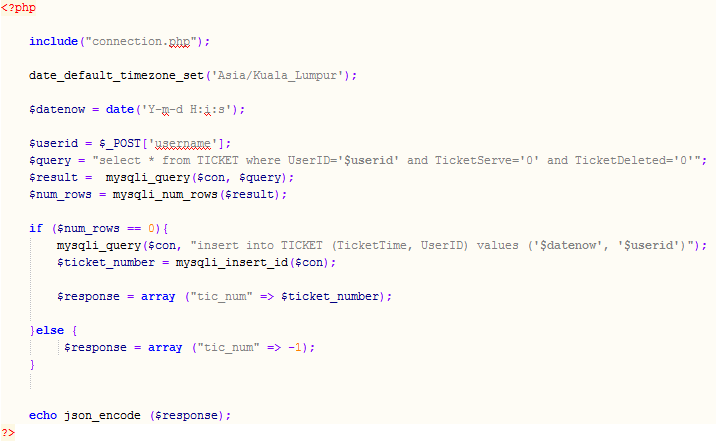 <?php
include("connection.php");
date_default_timezone_set('Asia/Kuala_Lumpur');
$datenow = date('Y-m-d H:i:s');
$userid = $_POST['username'];
$query = "select * from TICKET where UserID='$userid' and TicketServe='0' and TicketDeleted='0'";
$result =  mysqli_query($con, $query);
$num_rows = mysqli_num_rows($result);
if ($num_rows == 0){
mysqli_query($con, "insert into TICKET (TicketTime, UserID) values ('$datenow', '$userid')");
$ticket_number = mysqli_insert_id($con);
$response = array ("tic_num" => $ticket_number);
}else {
$response = array ("tic_num" => -1);
}
echo json_encode ($response);
?>